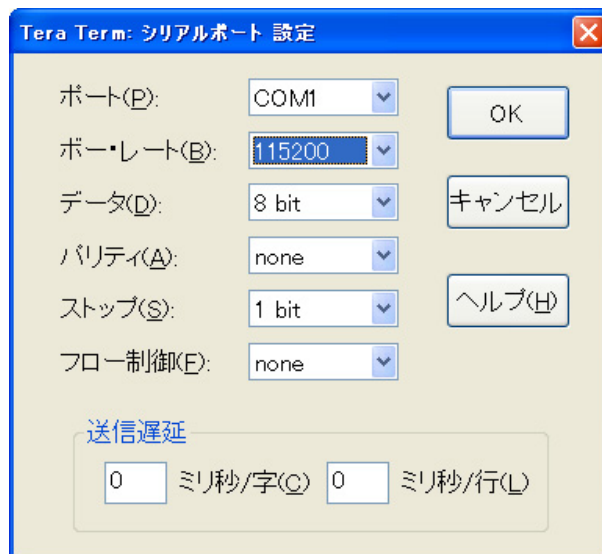 Tera Term: シリアルポート 設定
ポート(P): COM1
OK
ボー・レート(B): 115200
データ(D): 8 bit
キャンセル
パリティ(A): none
ストップ(S): 1 bit
ヘルプ(H)
フロー制御(F): none
送信遅延
0 ミリ秒/字(C) 0 ミリ秒/行(L)